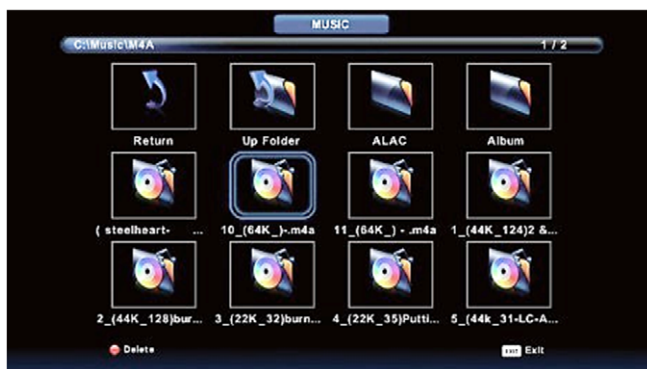 MUSIC
C:\Music\M4A 1 / 2
Return Up Folder ALAC Album
( steelheart- ... 10_(64K_)-.m4a 11_(64K_) - .m4a 1_(44K_124)2 &...
2_(44K_128)bur... 3_(22K_32)burn... 4_(22K_35)Putti... 5_(44k_31-LC-A...
Delete EXIT Exit